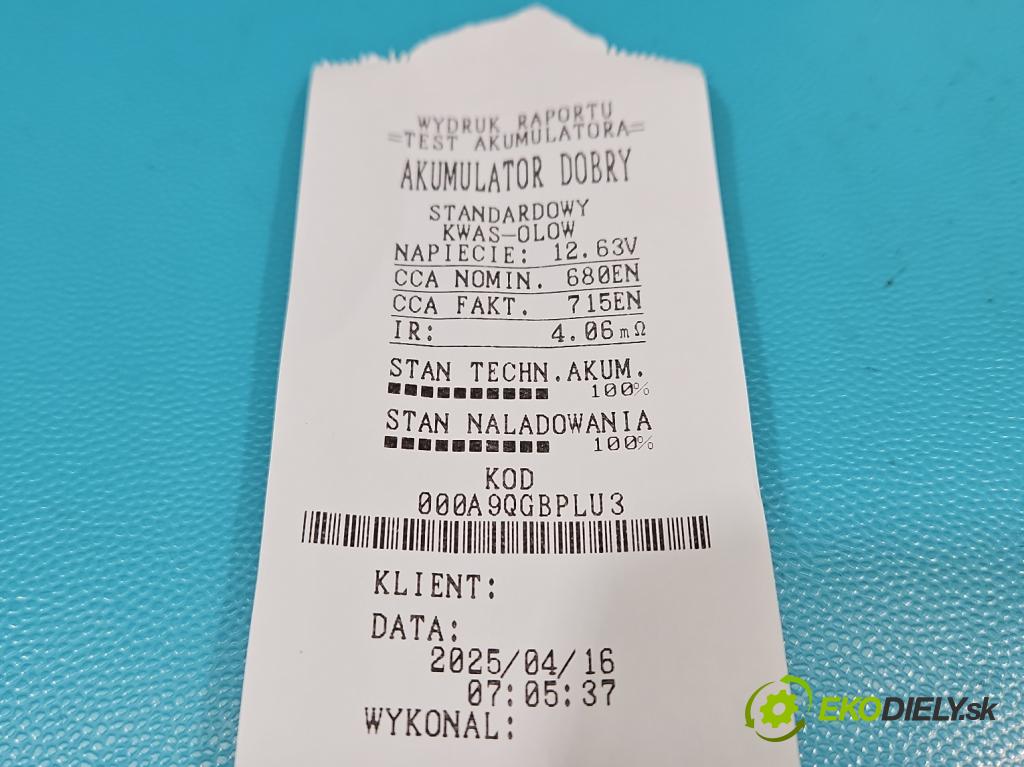 WYDRUK RAPORTU
=TEST AKUMULATORA=
AKUMULATOR DOBRY
STANDARDOWY
KWAS-OLOW
NAPIECIE: 12.63V
CCA NOMIN. 680EN
CCA FAKT. 715EN
IR: 4.06mΩ
STAN TECHN.AKUM.
100%
STAN NALADOWANIA
100%
KOD
000A9QGBPLU3
KLIENT:
DATA:
2025/04/16
07:05:37
WYKONAL:
EKODIELY.sk